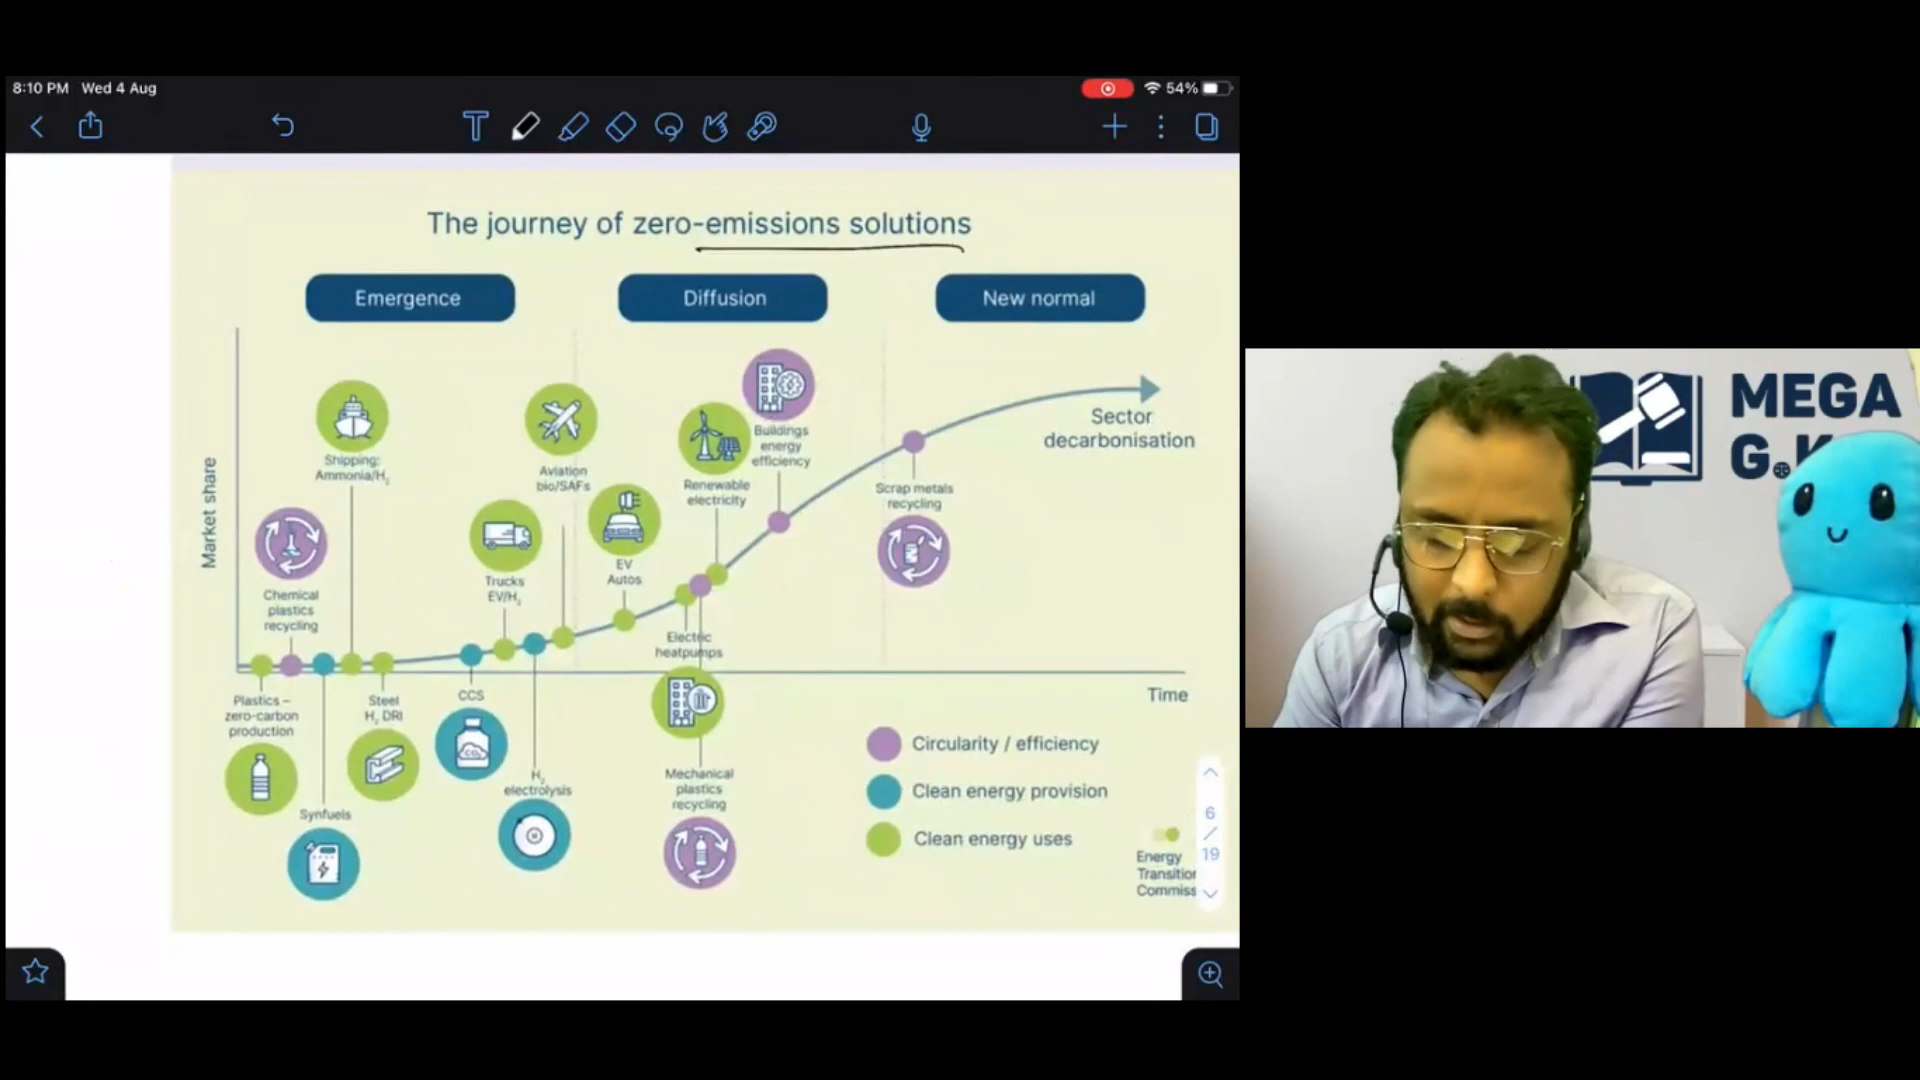 8:10 PM Wed 4 Aug
54%
The journey of zero-emissions solutions
Emergence
Diffusion
New normal
Market share
Shipping:
Ammonia/H₂
Aviation
bio/SAFs
Buildings
energy
efficiency
Renewable
electricity
Sector
decarbonisation
Scrap metals
recycling
Chemical
plastics
recycling
Trucks
EV/H₂
EV
Autos
Electric
heatpumps
Plastics –
zero-carbon
production
Steel
H₂ DRI
CCS
CO₂
Time
Synfuels
H₂
electrolysis
Mechanical
plastics
recycling
Circularity / efficiency
Clean energy provision
Clean energy uses
Energy
Transition
Commiss
6
/
19
MEGA
G.K